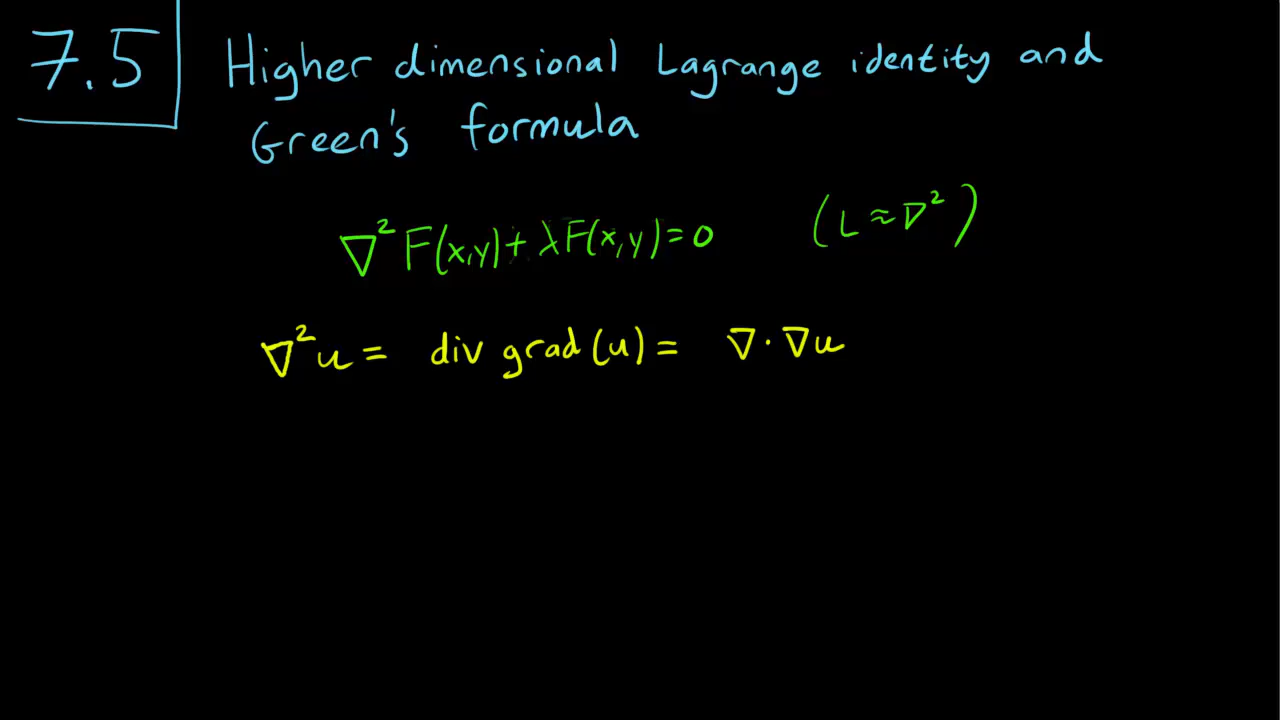 7.5 Higher dimensional Lagrange identity and
Green's formula
∇²F(x,y)+λF(x,y)=0 (L≈∇²)
∇²u = div grad(u) = ∇·∇u